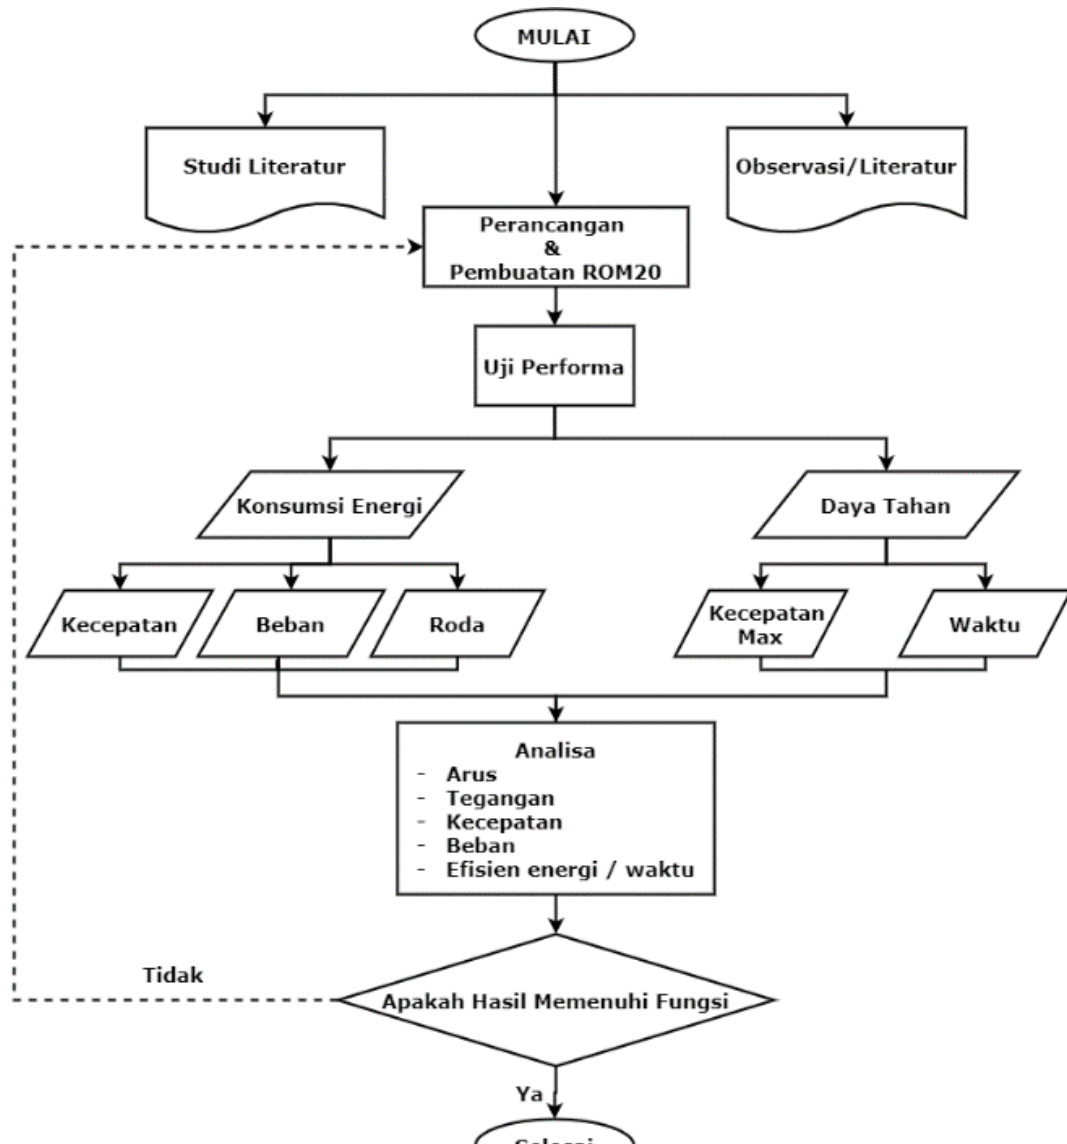 MULAI
Studi Literatur
Observasi/Literatur
Perancangan
&
Pembuatan ROM20
Uji Performa
Konsumsi Energi
Daya Tahan
Kecepatan
Beban
Roda
Kecepatan
Max
Waktu
Analisa
- Arus
- Tegangan
- Kecepatan
- Beban
- Efisien energi / waktu
Tidak
Apakah Hasil Memenuhi Fungsi
Ya
Selesai